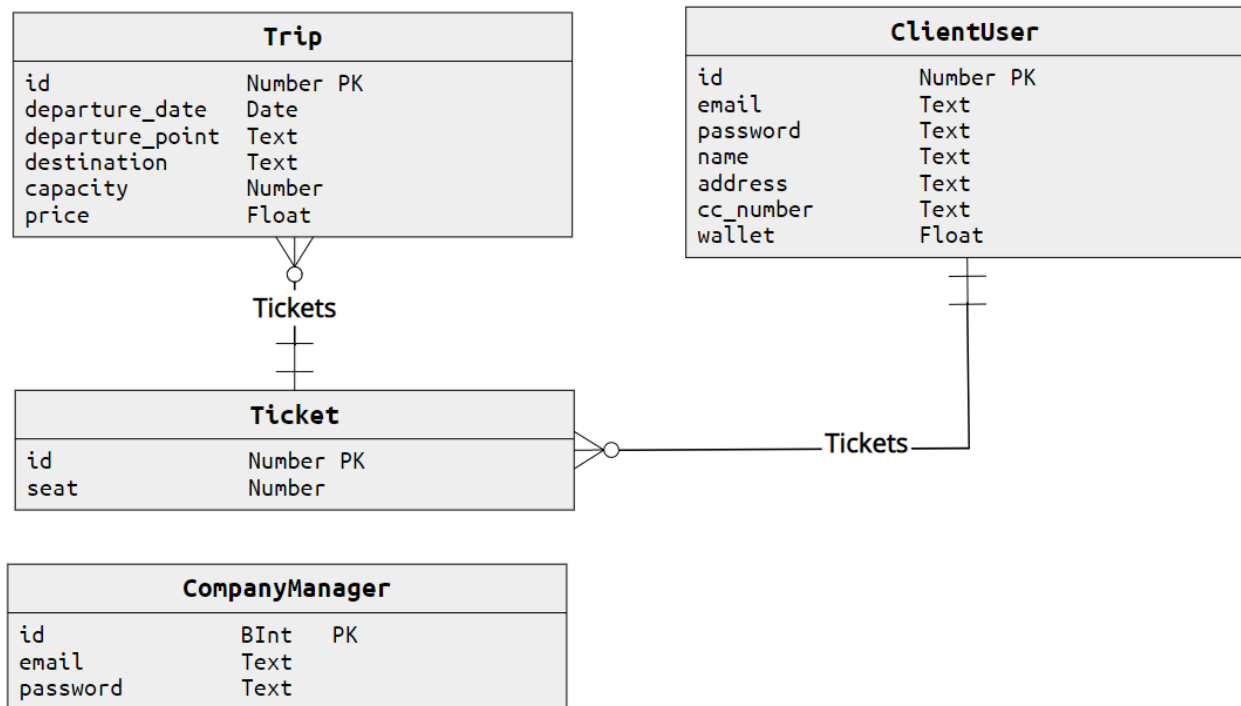 Trip
id Number PK
departure_date Date
departure_point Text
destination Text
capacity Number
price Float
ClientUser
id Number PK
email Text
password Text
name Text
address Text
cc_number Text
wallet Float
Tickets
Ticket
id Number PK
seat Number
Tickets
CompanyManager
id BInt PK
email Text
password Text